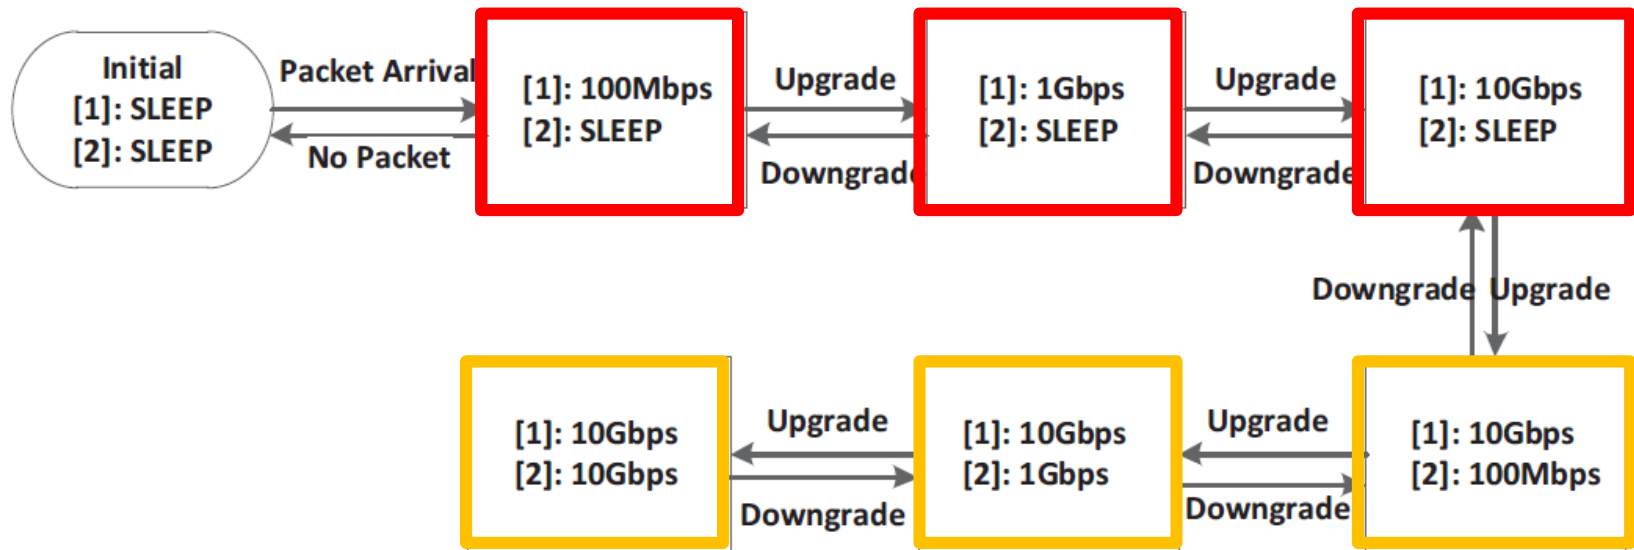 Initial
[1]: SLEEP
[2]: SLEEP
Packet Arrival
No Packet
[1]: 100Mbps
[2]: SLEEP
Upgrade
Downgrade
[1]: 1Gbps
[2]: SLEEP
Upgrade
Downgrade
[1]: 10Gbps
[2]: SLEEP
Downgrade Upgrade
[1]: 10Gbps
[2]: 10Gbps
Upgrade
Downgrade
[1]: 10Gbps
[2]: 1Gbps
Upgrade
Downgrade
[1]: 10Gbps
[2]: 100Mbps